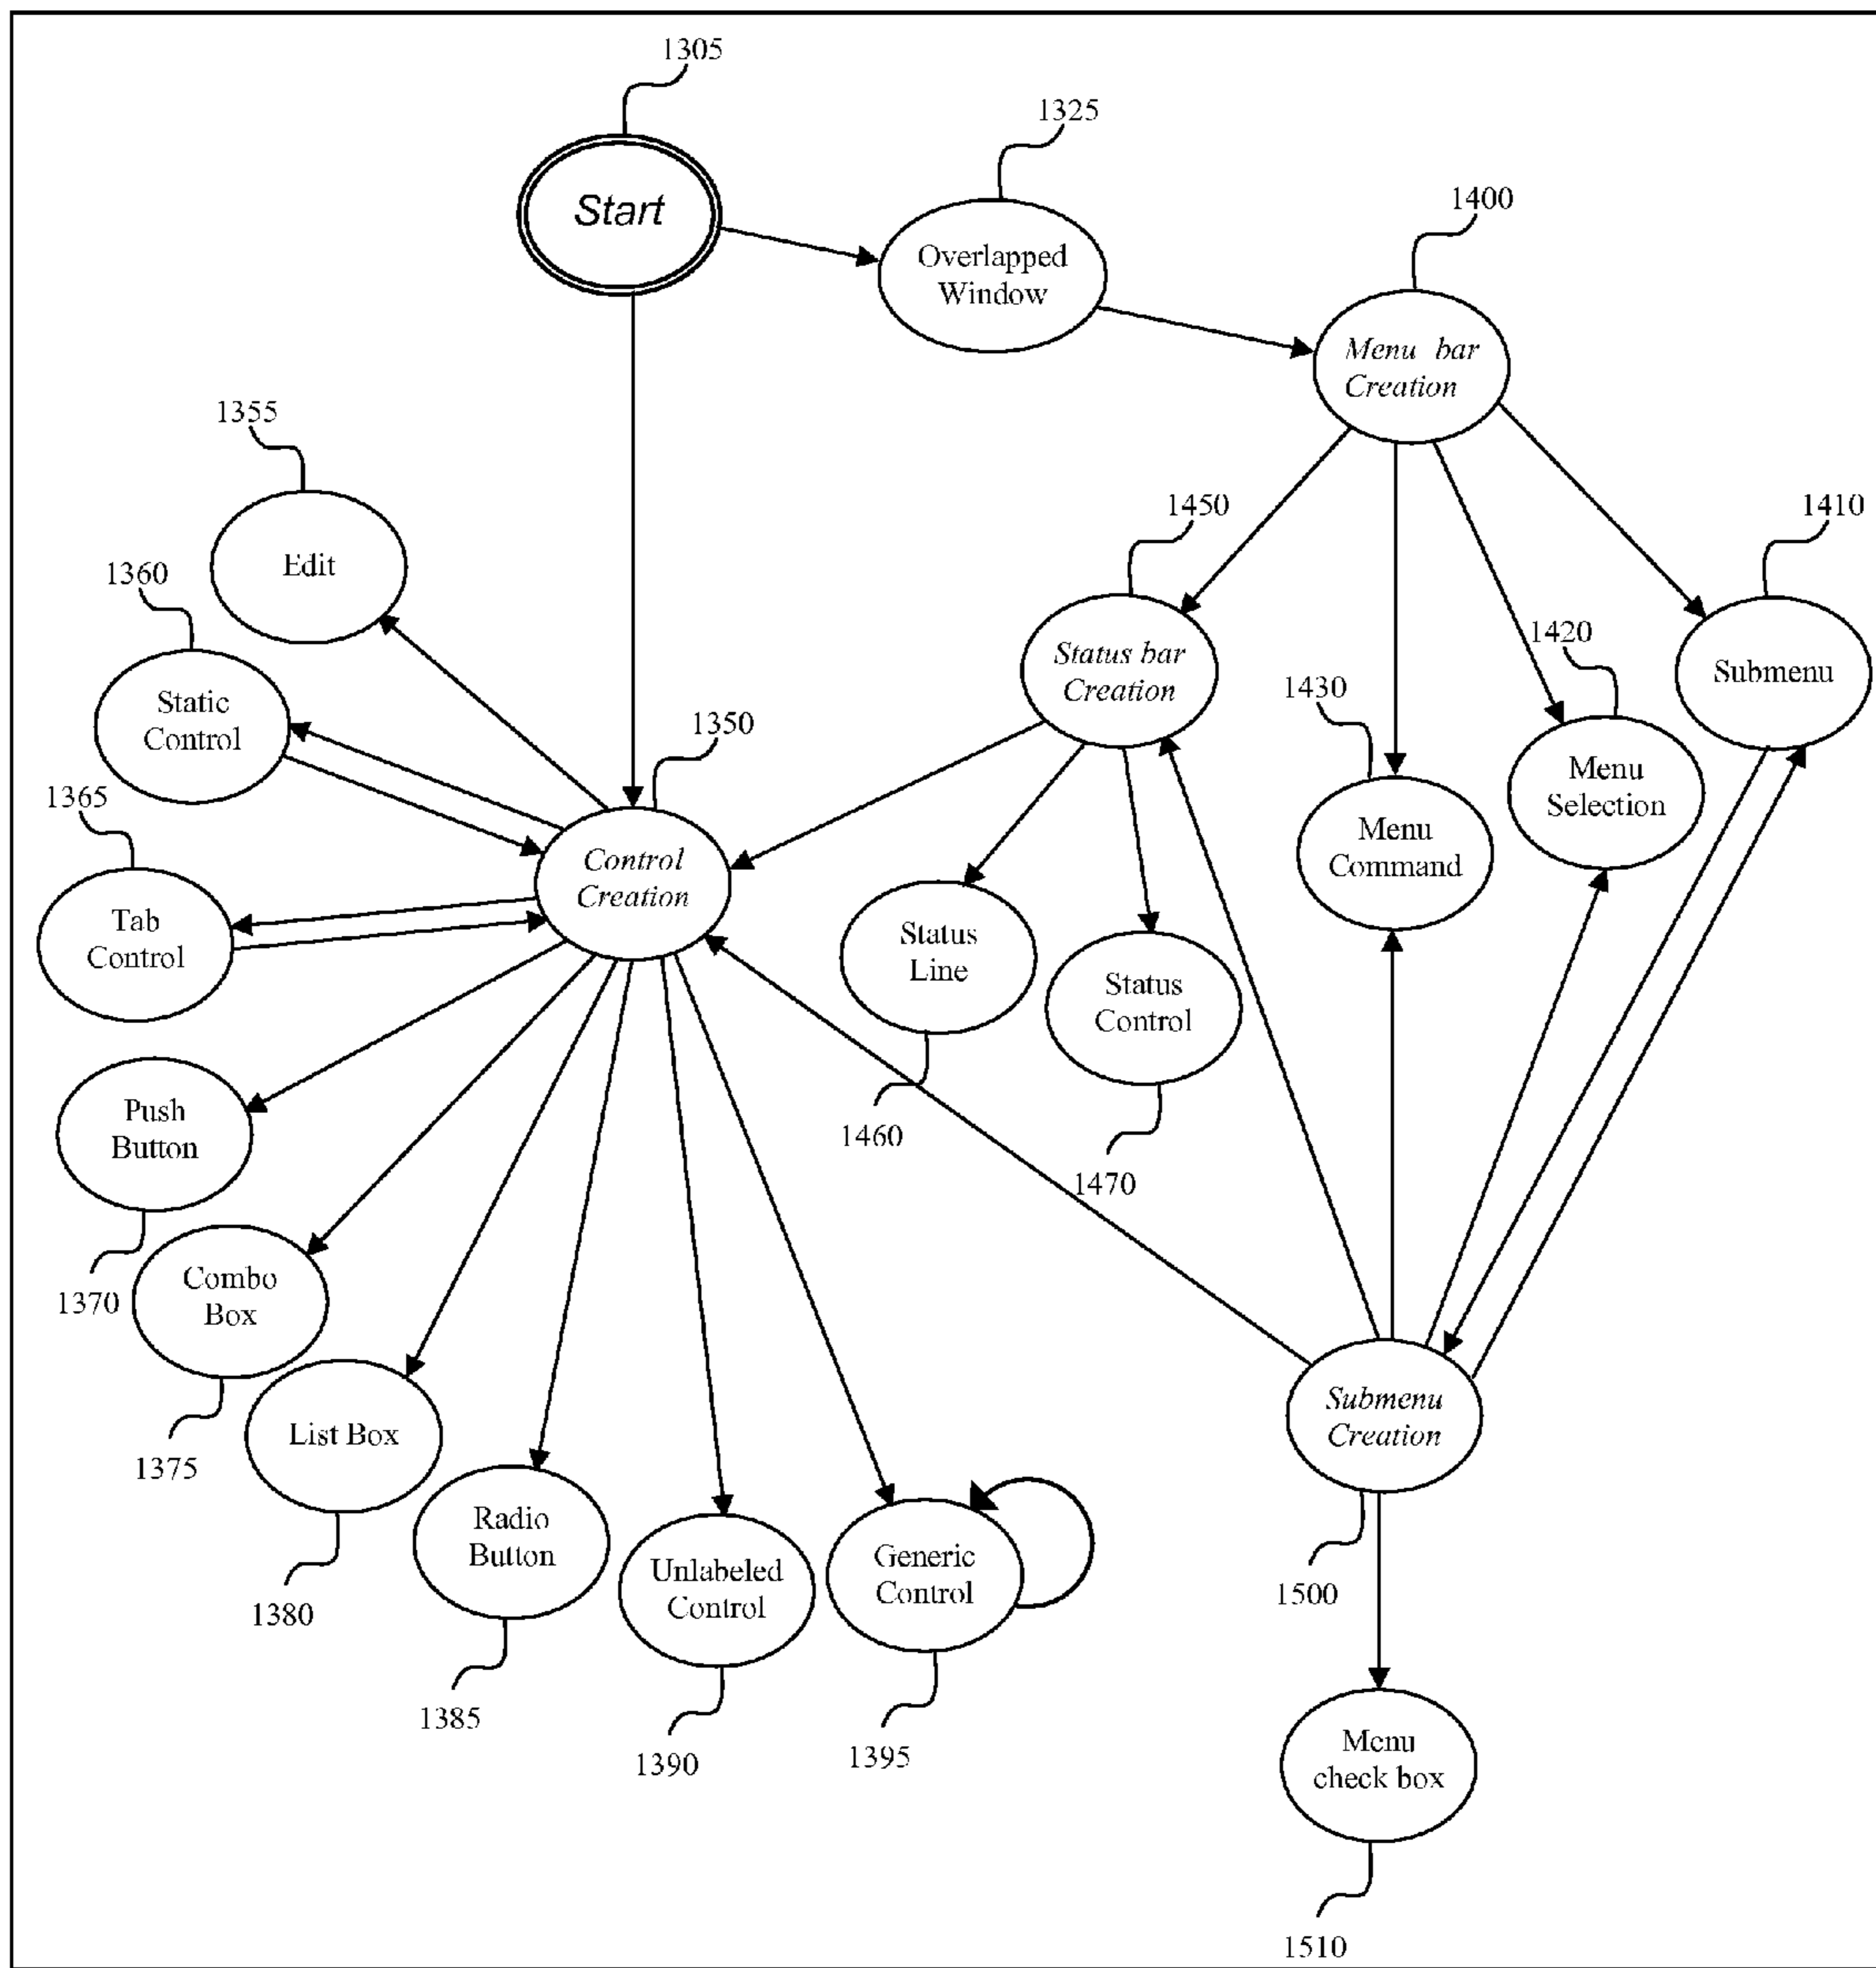 1305
Start
1325
Overlapped
Window
1400
Menu bar
Creation
1355
Edit
1360
Static
Control
1365
Tab
Control
1350
Control
Creation
1450
Status bar
Creation
1410
Submenu
1420
Menu
Selection
1430
Menu
Command
Status
Line
1460
Status
Control
1470
Push
Button
1370
Combo
Box
1375
List Box
1380
Radio
Button
1385
Unlabeled
Control
1390
Generic
Control
1395
Submenu
Creation
1500
Menu
check box
1510